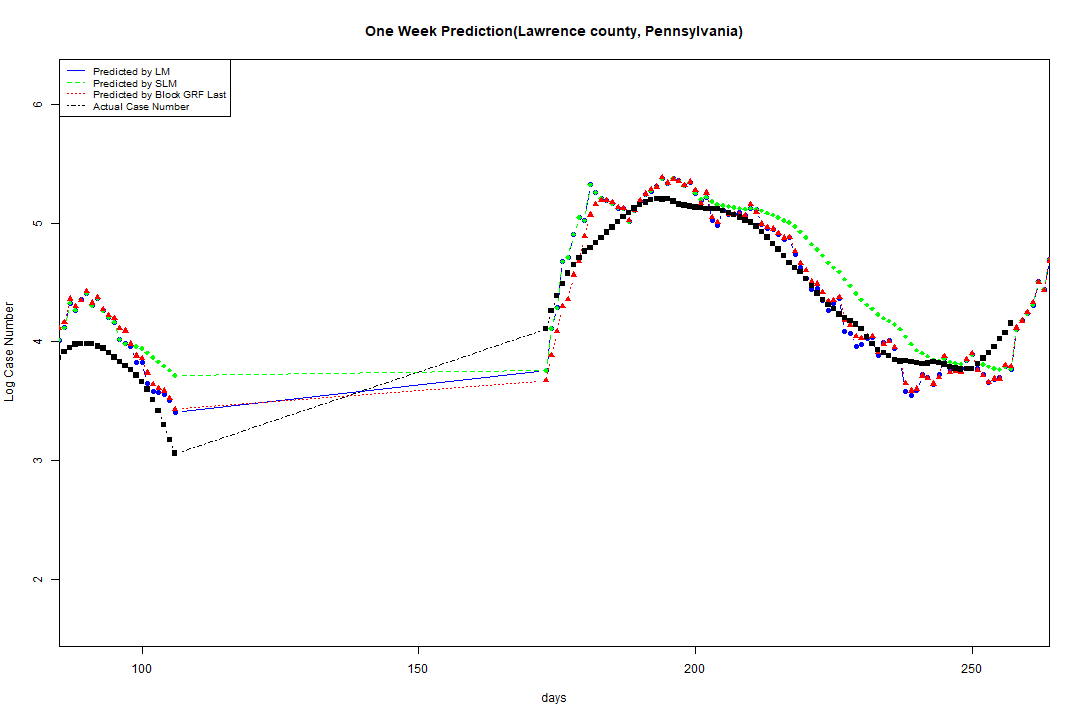 One Week Prediction(Lawrence county, Pennsylvania)
Predicted by LM
Predicted by SLM
Predicted by Block GRF Last
Actual Case Number
Log Case Number
6
5
4
3
2
100
150
200
250
days